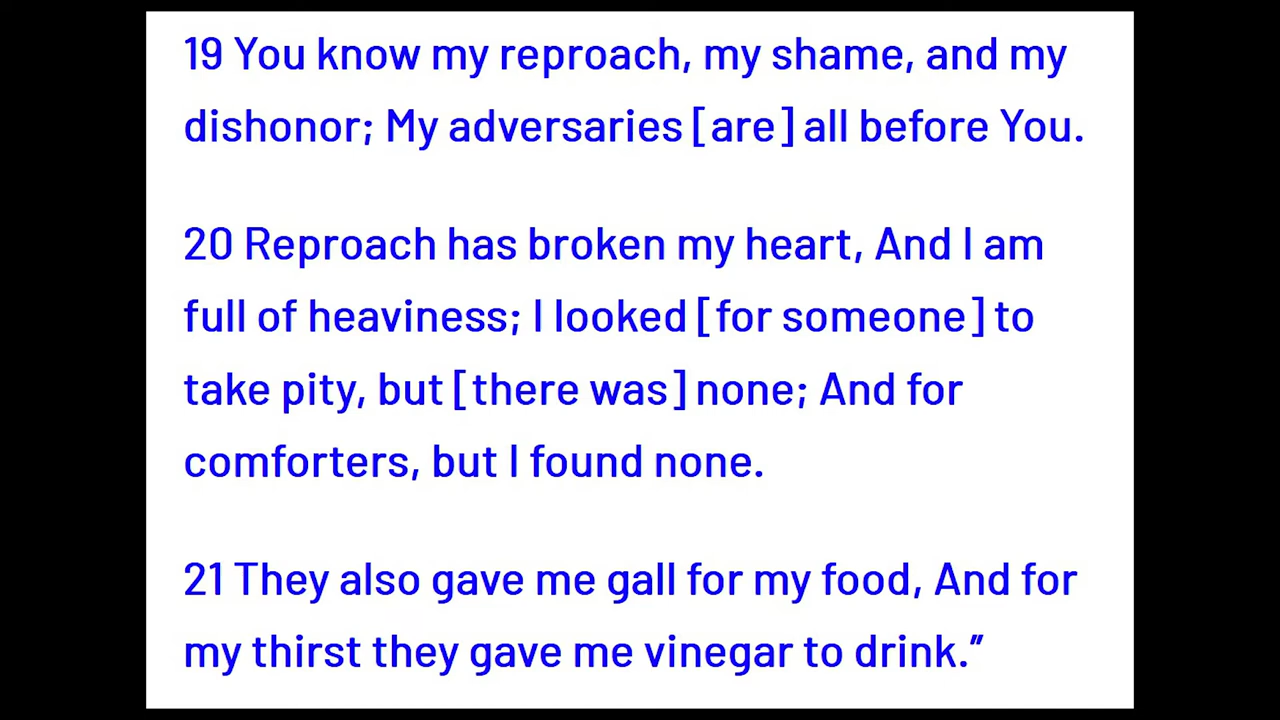 19 You know my reproach, my shame, and my
dishonor; My adversaries [are] all before You.
20 Reproach has broken my heart, And I am
full of heaviness; I looked [for someone] to
take pity, but [there was] none; And for
comforters, but I found none.
21 They also gave me gall for my food, And for
my thirst they gave me vinegar to drink.”